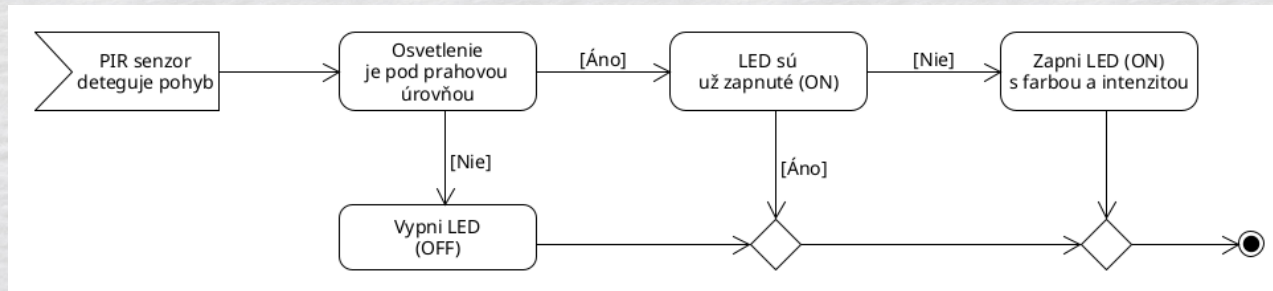 PIR senzor
deteguje pohyb
Osvetlenie
je pod prahovou
úrovňou
[Áno]
LED sú
už zapnuté (ON)
[Nie]
Zapni LED (ON)
s farbou a intenzitou
[Nie]
[Áno]
Vypni LED
(OFF)